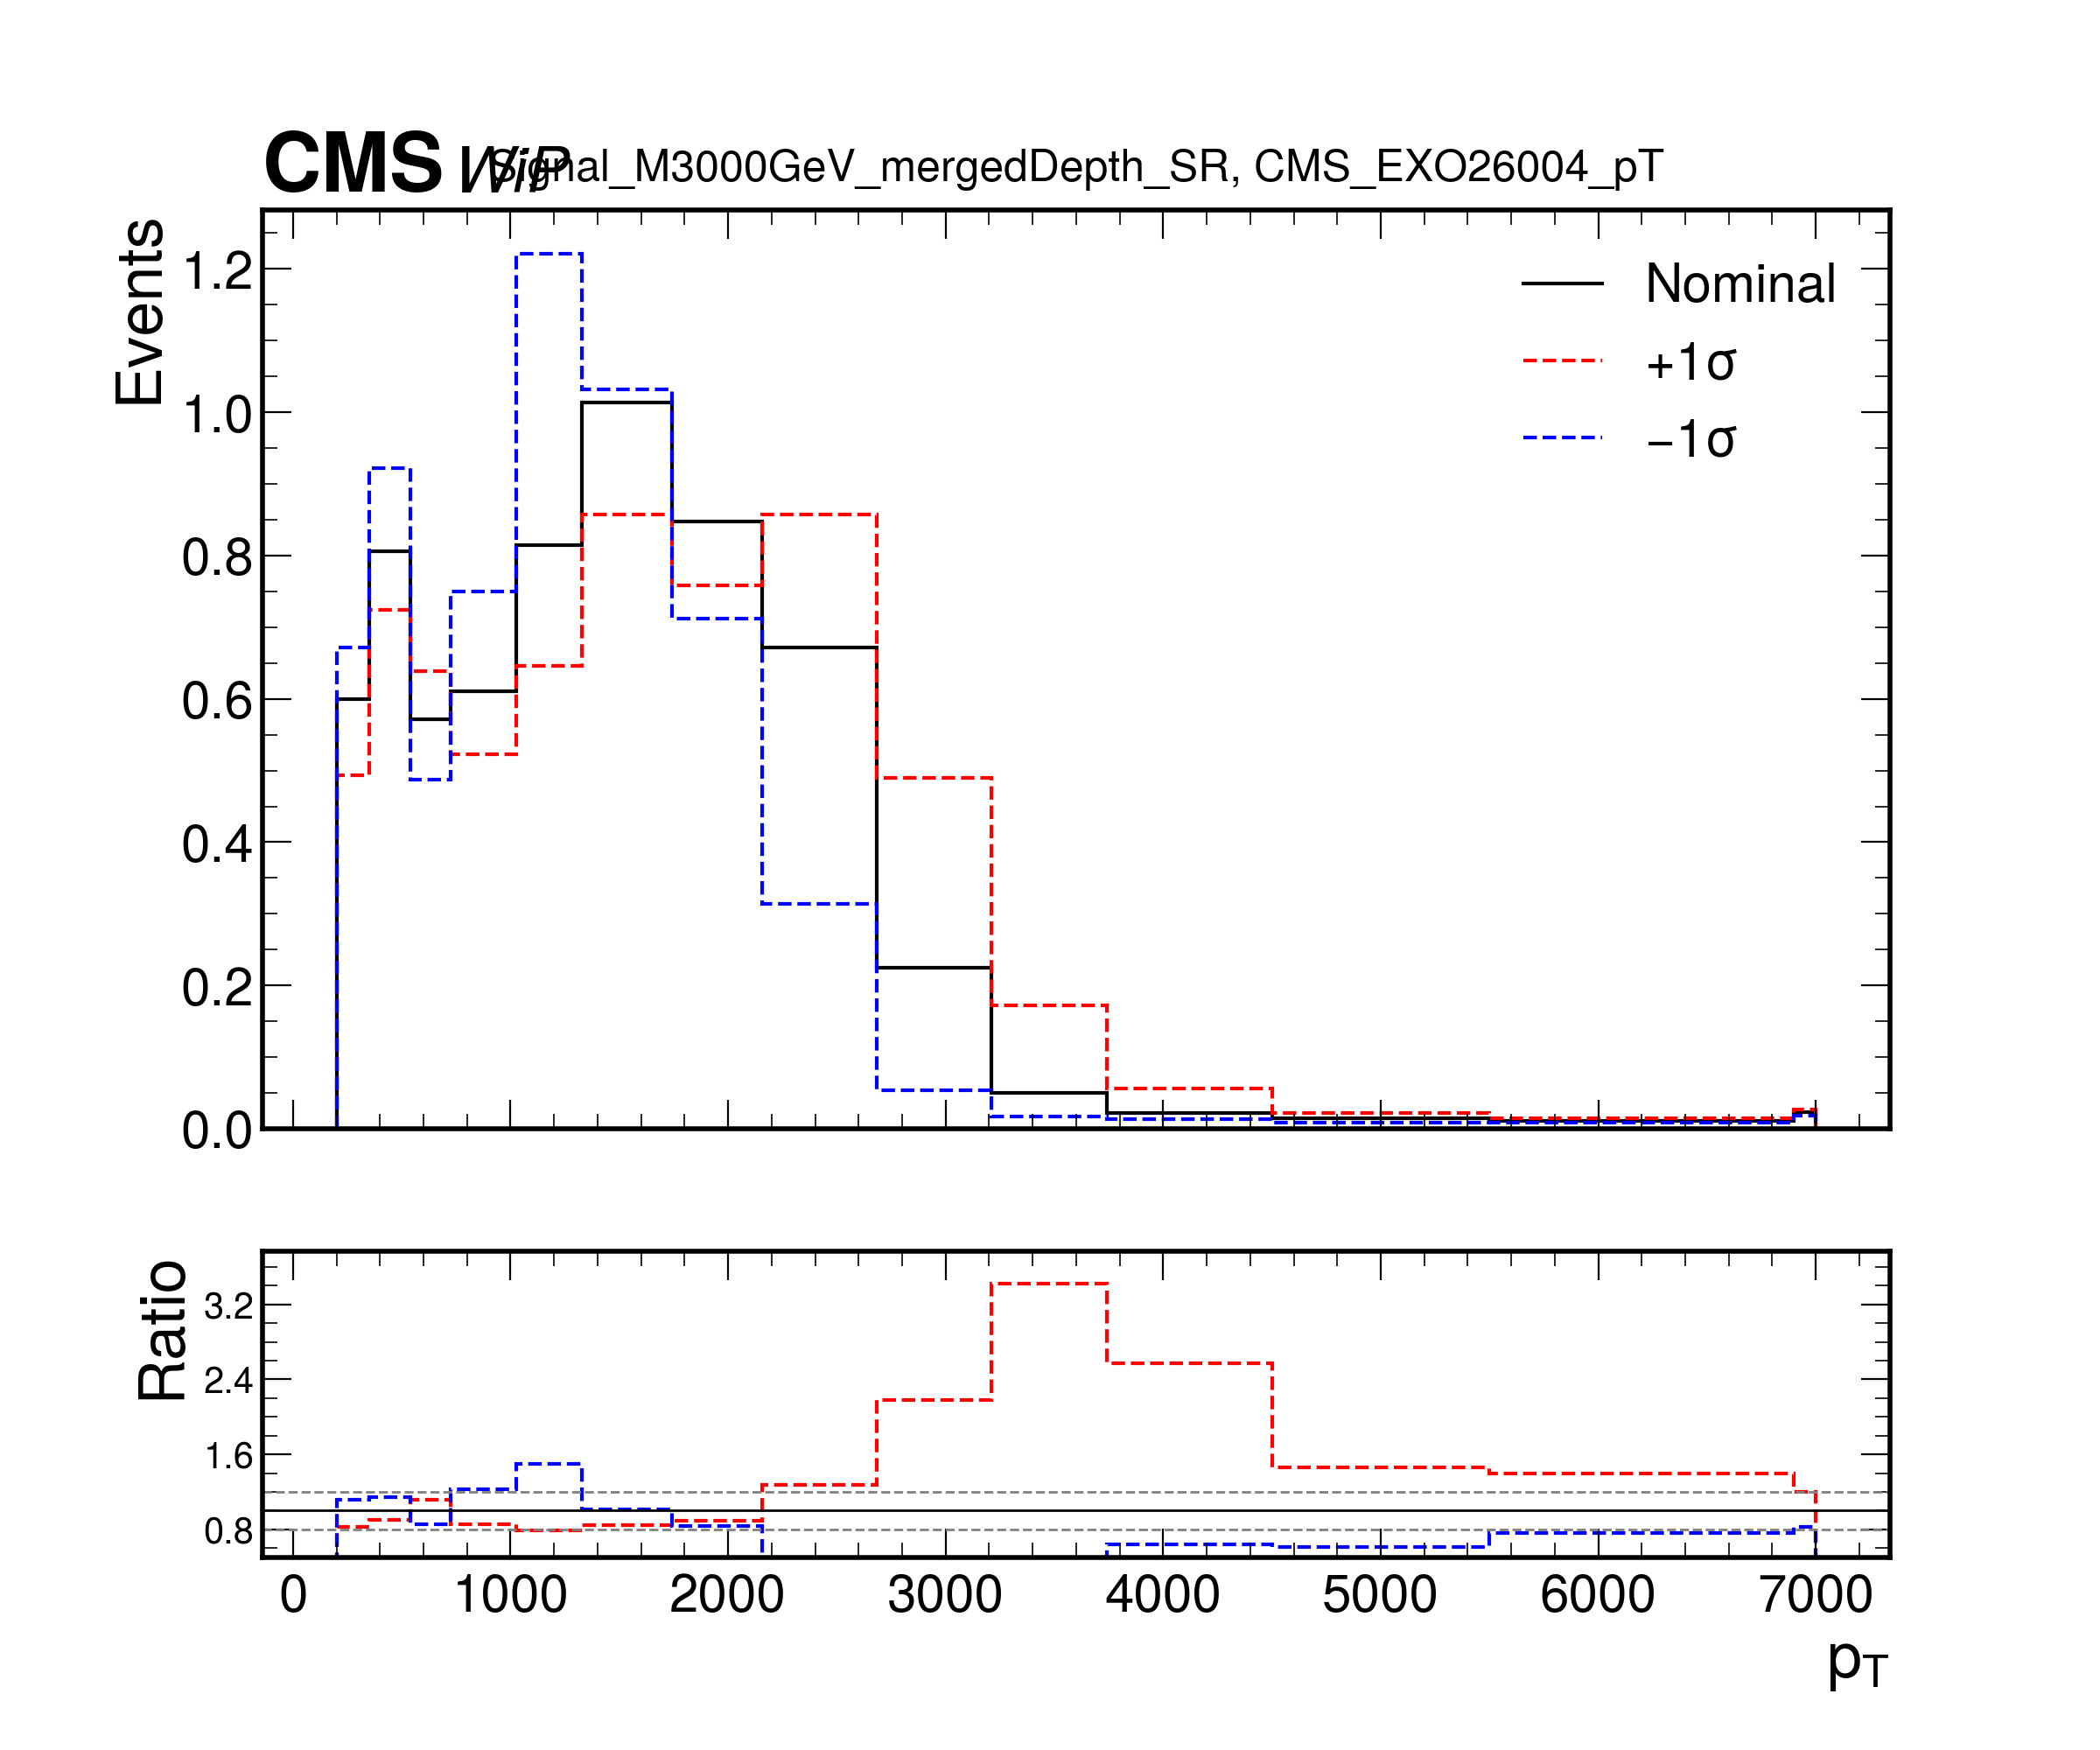 CMS WiP Signal_M3000GeV_mergedDepth_SR, CMS_EXO26004_pT
Events
1.2
1.0
0.8
0.6
0.4
0.2
0.0
Nominal
+1σ
−1σ
Ratio
3.2
2.4
1.6
0.8
0 1000 2000 3000 4000 5000 6000 7000
pT